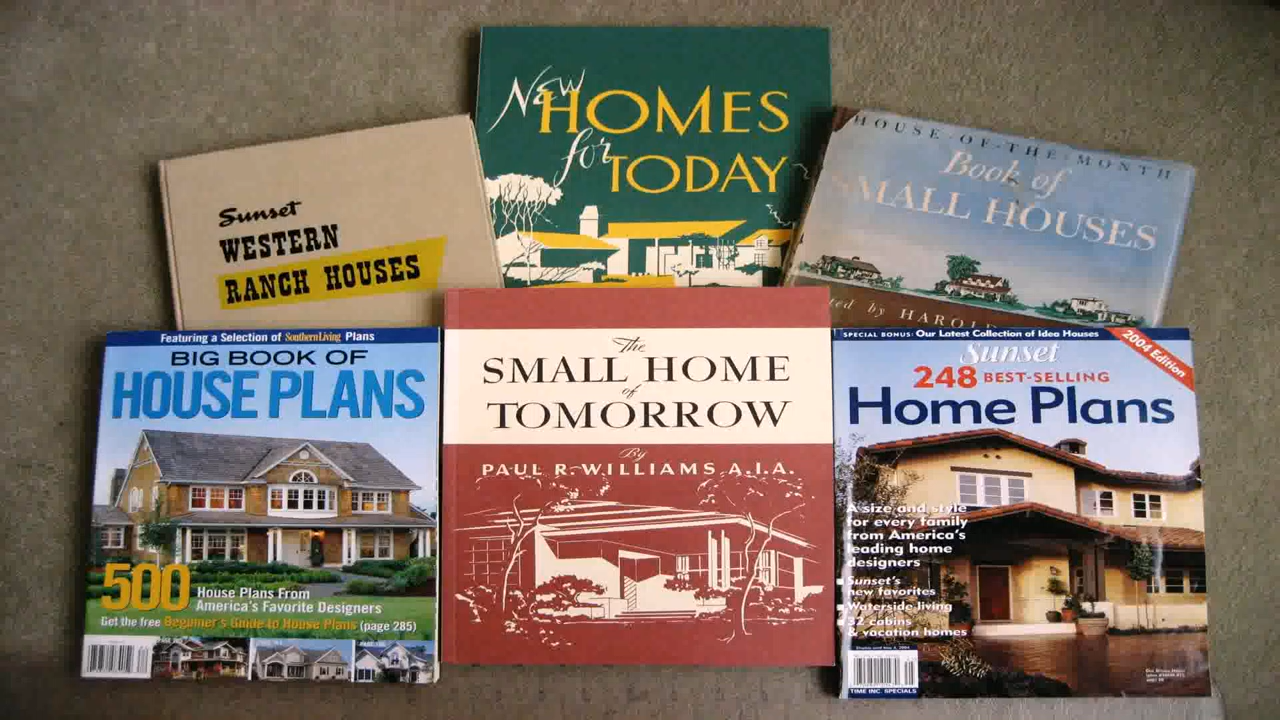 New
HOMES
for
TODAY
Sunset
WESTERN
RANCH HOUSES
HOUSE-OF-THE-MONTH
Book of
SMALL HOUSES
by HAROL
Featuring a Selection of Southern Living Plans
BIG BOOK OF
HOUSE PLANS
500
House Plans From
America's Favorite Designers
Get the free Beginner's Guide to House Plans (page 285)
The
SMALL HOME
of
TOMORROW
By
PAUL R. WILLIAMS A.I.A.
SPECIAL BONUS: Our Latest Collection of Idea Houses
2004 Edition
Sunset
248 BEST-SELLING
Home Plans
A size and style
for every family
from America's
leading home
designers
Sunset's
new favorites
Waterside living
32 cabins
& vacation homes
TIME INC. SPECIALS